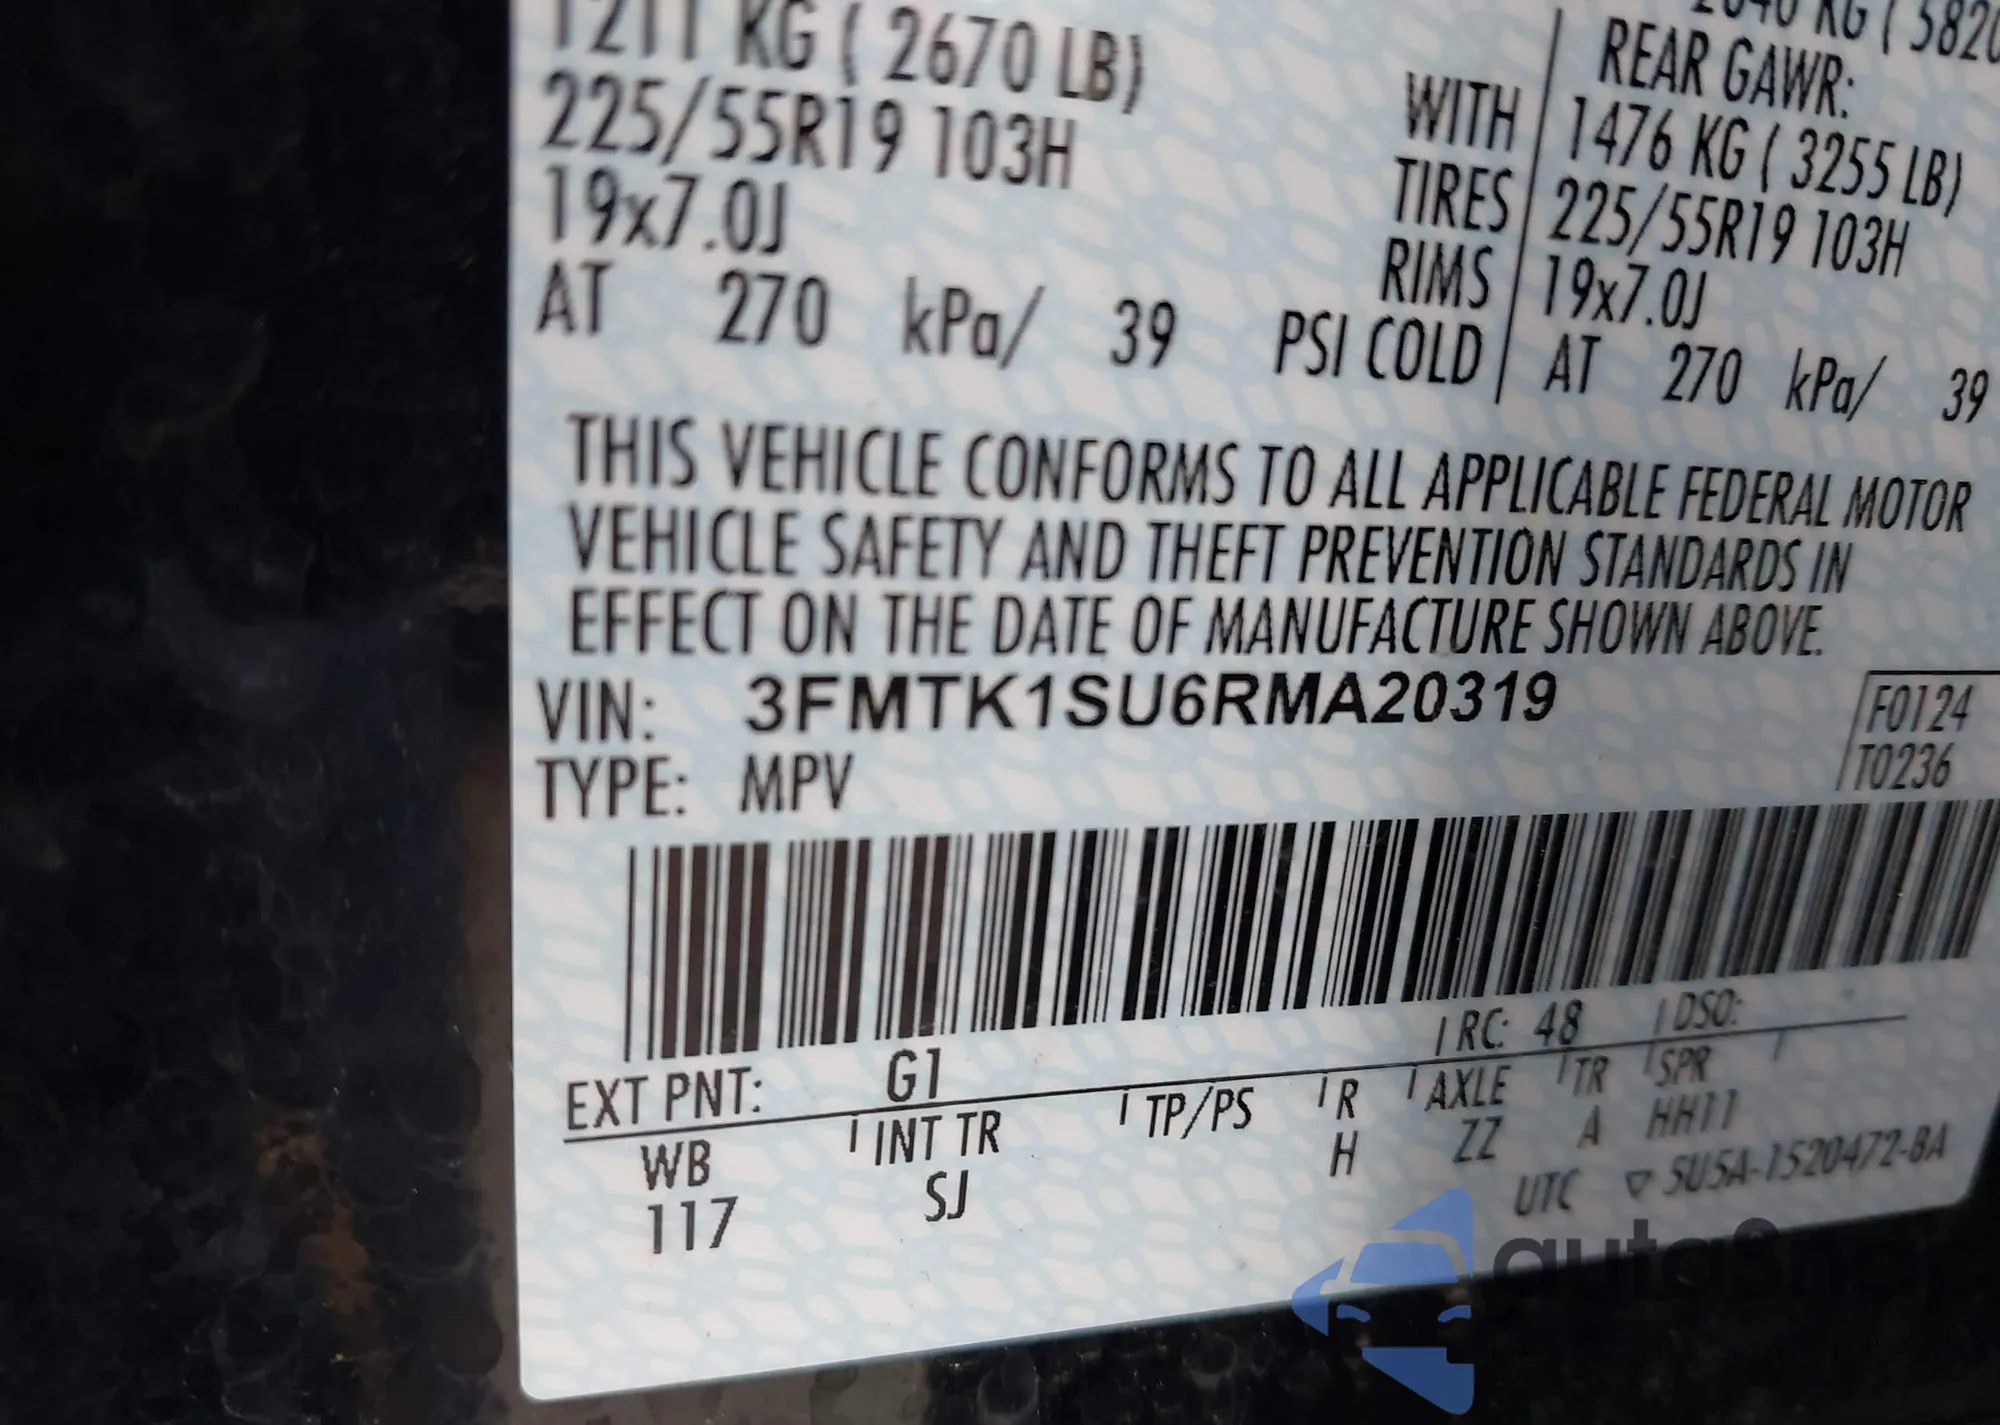 1211 KG ( 2670 LB)
225/55R19 103H
19x7.0J
AT 270 kPa/ 39 PSI COLD
WITH
TIRES
RIMS
KG ( 5820
REAR GAWR:
1476 KG ( 3255 LB)
225/55R19 103H
19x7.0J
AT 270 kPa/ 39
THIS VEHICLE CONFORMS TO ALL APPLICABLE FEDERAL MOTOR
VEHICLE SAFETY AND THEFT PREVENTION STANDARDS IN
EFFECT ON THE DATE OF MANUFACTURE SHOWN ABOVE.
VIN: 3FMTK1SU6RMA20319
F0124
TYPE: MPV
T0236
EXT PNT: G1 RC: 48 DSO:
WB INT TR TP/PS R AXLE TR SPR
117 SJ H ZZ A HH11
UTC ▽ SU5A-1520472-BA